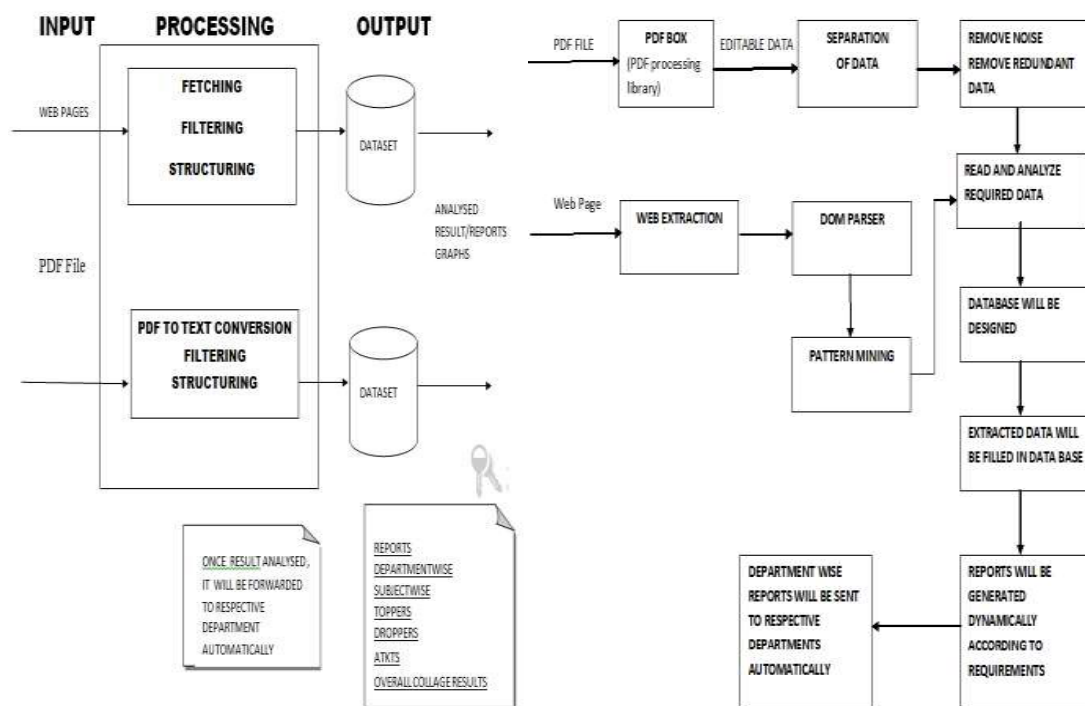 INPUT PROCESSING OUTPUT
WEB PAGES
FETCHING
FILTERING
STRUCTURING
DATASET
ANALYSED
RESULT/REPORTS
GRAPHS
PDF File
PDF TO TEXT CONVERSION
FILTERING
STRUCTURING
DATASET
ONCE RESULT ANALYSED,
IT WILL BE FORWARDED
TO RESPECTIVE
DEPARTMENT
AUTOMATICALLY
REPORTS
DEPARTMENTWISE
SUBJECTWISE
TOPPERS
DROPPERS
ATKTS
OVERALL COLLAGE RESULTS
PDF FILE
PDF BOX
(PDF processing
library)
EDITABLE DATA
SEPARATION
OF DATA
REMOVE NOISE
REMOVE REDUNDANT
DATA
READ AND ANALYZE
REQUIRED DATA
Web Page
WEB EXTRACTION
DOM PARSER
PATTERN MINING
DATABASE WILL BE
DESIGNED
EXTRACTED DATA WILL
BE FILLED IN DATA BASE
REPORTS WILL BE
GENERATED
DYNAMICALLY
ACCORDING TO
REQUIREMENTS
DEPARTMENT WISE
REPORTS WILL BE SENT
TO RESPECTIVE
DEPARTMENTS
AUTOMATICALLY